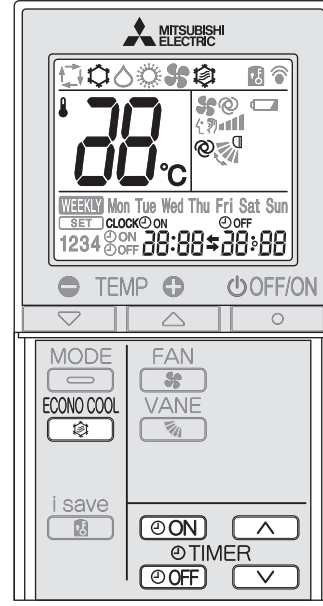 MITSUBISHI
ELECTRIC
°C
WEEKLY Mon Tue Wed Thu Fri Sat Sun
SET CLOCK ON OFF
1234 ON OFF 88:88 88:88
TEMP OFF/ON
MODE FAN
ECONO COOL VANE
i save
ON
TIMER
OFF